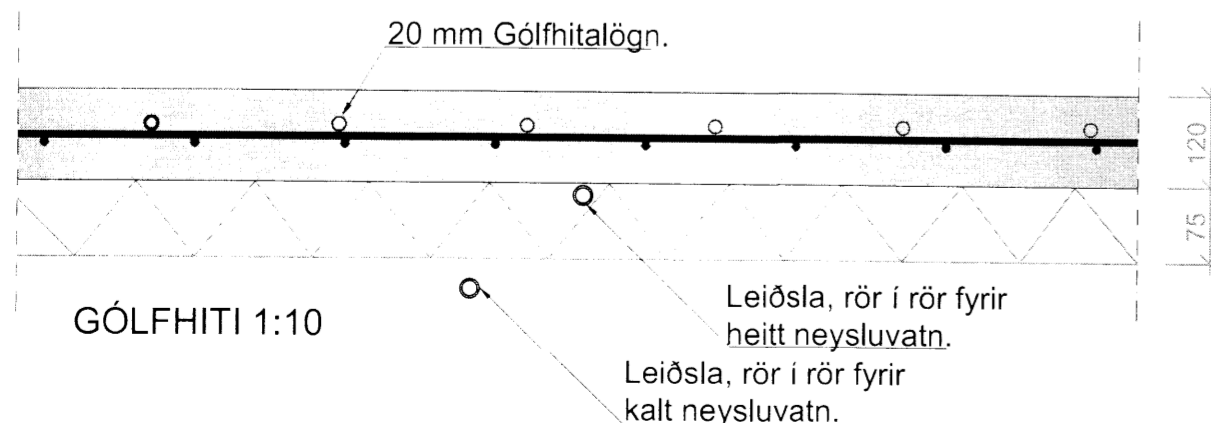 20 mm Gólfhitalögn.
120
75
GÓLFHITI 1:10
Leiðsla, rör í rör fyrir
heitt neysluvatn.
Leiðsla, rör í rör fyrir
kalt neysluvatn.